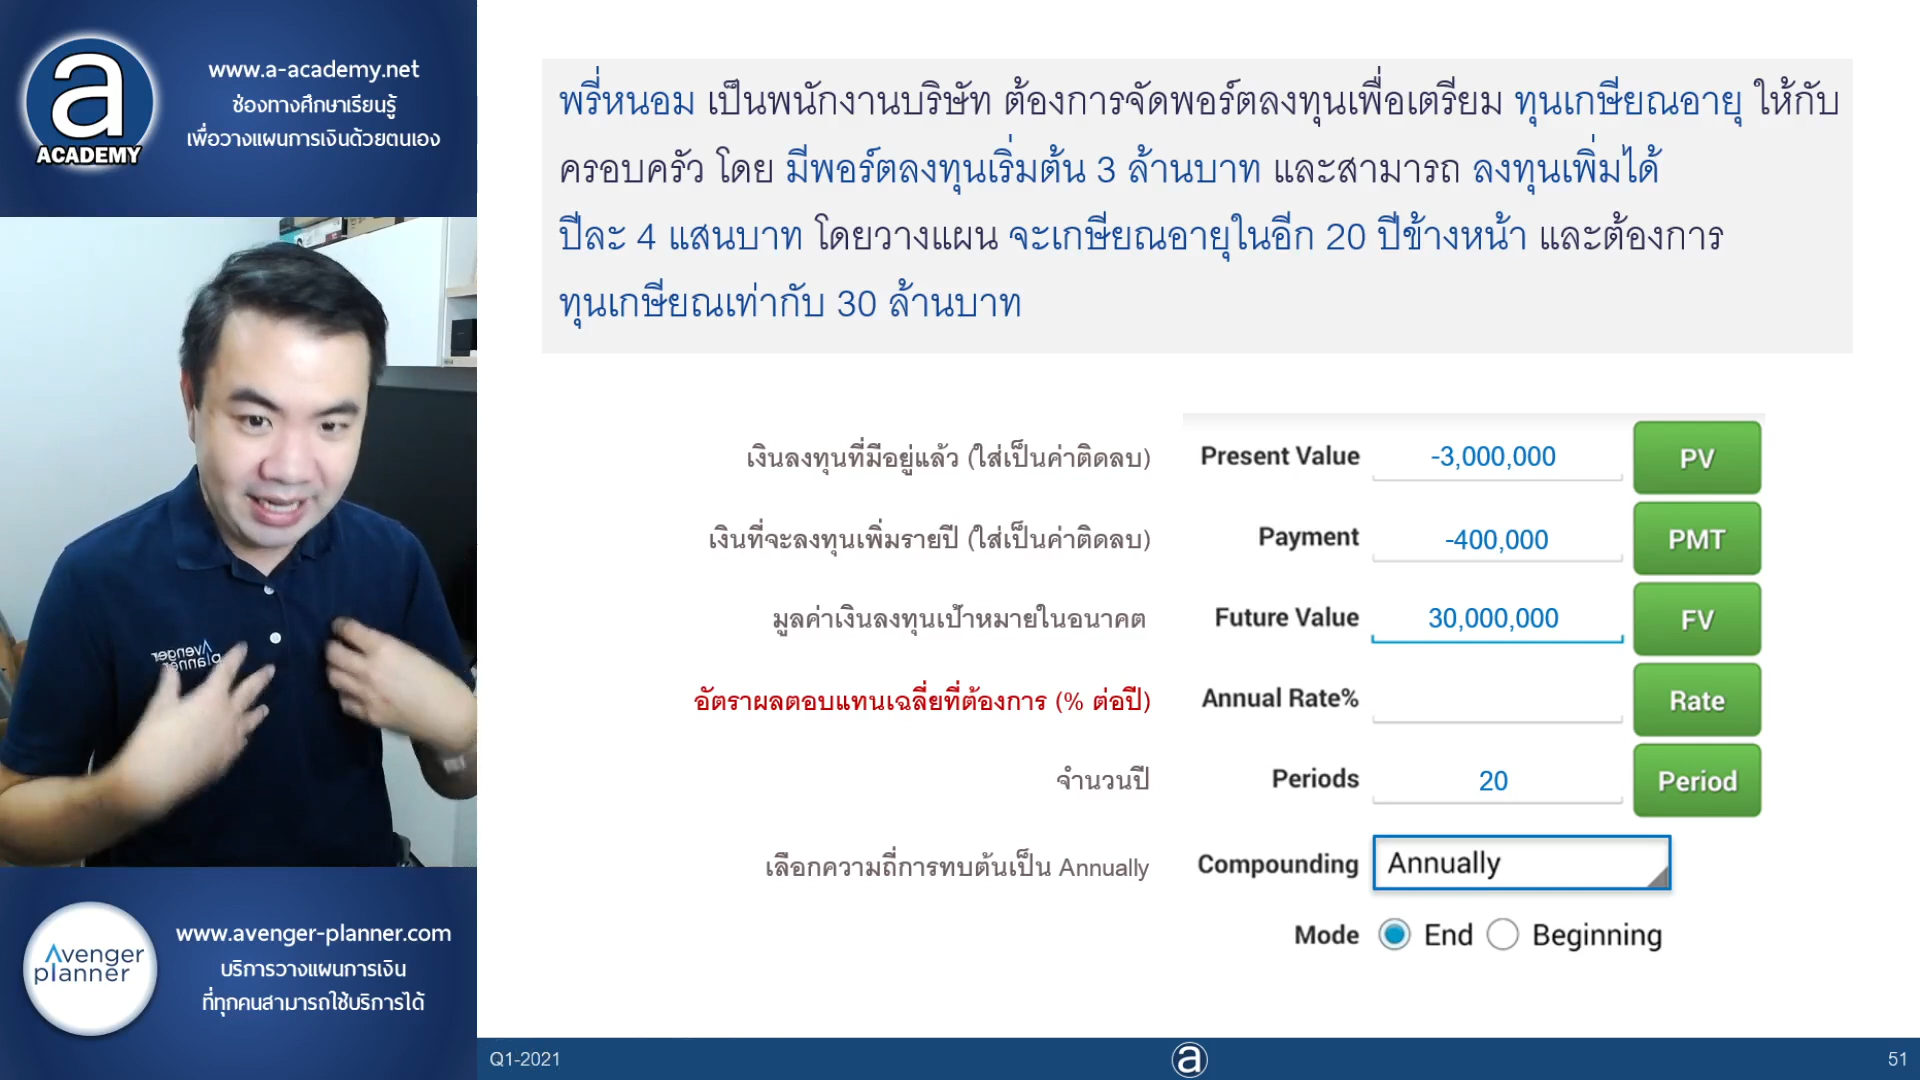 a
ACADEMY
www.a-academy.net
ช่องทางศึกษาเรียนรู้
เพื่อวางแผนการเงินด้วยตนเอง
พรี่หนอม เป็นพนักงานบริษัท ต้องการจัดพอร์ตลงทุนเพื่อเตรียม ทุนเกษียณอายุ ให้กับ
ครอบครัว โดย มีพอร์ตลงทุนเริ่มต้น 3 ล้านบาท และสามารถ ลงทุนเพิ่มได้
ปีละ 4 แสนบาท โดยวางแผน จะเกษียณอายุในอีก 20 ปีข้างหน้า และต้องการ
ทุนเกษียณเท่ากับ 30 ล้านบาท
เงินลงทุนที่มีอยู่แล้ว (ใส่เป็นค่าติดลบ) Present Value -3,000,000 PV
เงินที่จะลงทุนเพิ่มรายปี (ใส่เป็นค่าติดลบ) Payment -400,000 PMT
มูลค่าเงินลงทุนเป้าหมายในอนาคต Future Value 30,000,000 FV
อัตราผลตอบแทนเฉลี่ยที่ต้องการ (% ต่อปี) Annual Rate% Rate
จำนวนปี Periods 20 Period
เลือกความถี่การทบต้นเป็น Annually Compounding Annually
Mode End Beginning
Avenger
planner
Avenger
planner
www.avenger-planner.com
บริการวางแผนการเงิน
ที่ทุกคนสามารถใช้บริการได้
Q1-2021 a 51